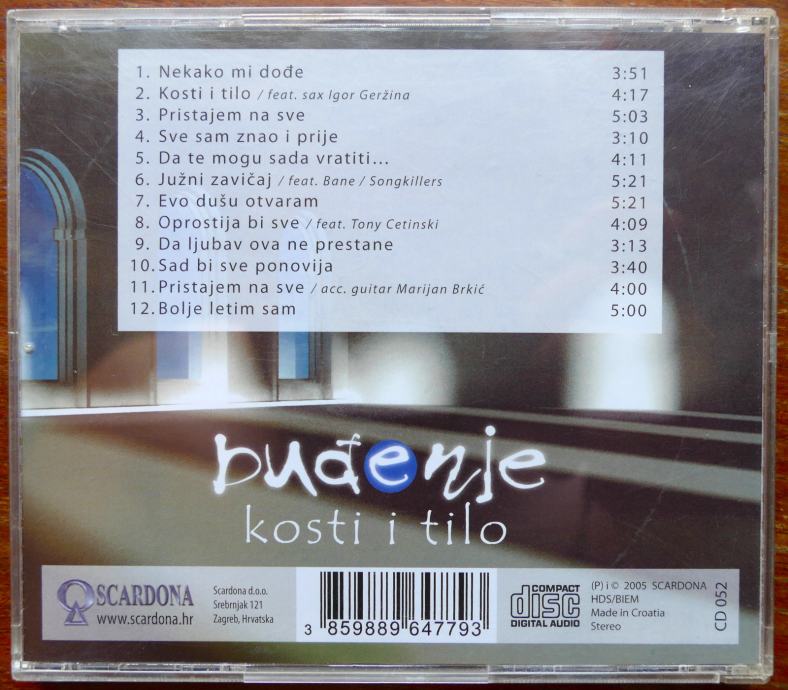 1. Nekako mi dođe 3:51
2. Kosti i tilo / feat. sax Igor Geržina 4:17
3. Pristajem na sve 5:03
4. Sve sam znao i prije 3:10
5. Da te mogu sada vratiti... 4:11
6. Južni zavičaj / feat. Bane / Songkillers 5:21
7. Evo dušu otvaram 5:21
8. Oprostija bi sve / feat. Tony Cetinski 4:09
9. Da ljubav ova ne prestane 3:13
10. Sad bi sve ponovija 3:40
11. Pristajem na sve / acc. guitar Marijan Brkić 4:00
12. Bolje letim sam 5:00
buđenje
kosti i tilo
SCARDONA
www.scardona.hr
Scardona d.o.o.
Srebrnjak 121
Zagreb, Hrvatska
3 859889 647793
COMPACT
disc
DIGITAL AUDIO
(P) i © 2005 SCARDONA
HDS/BIEM
Made in Croatia
Stereo
CD 052